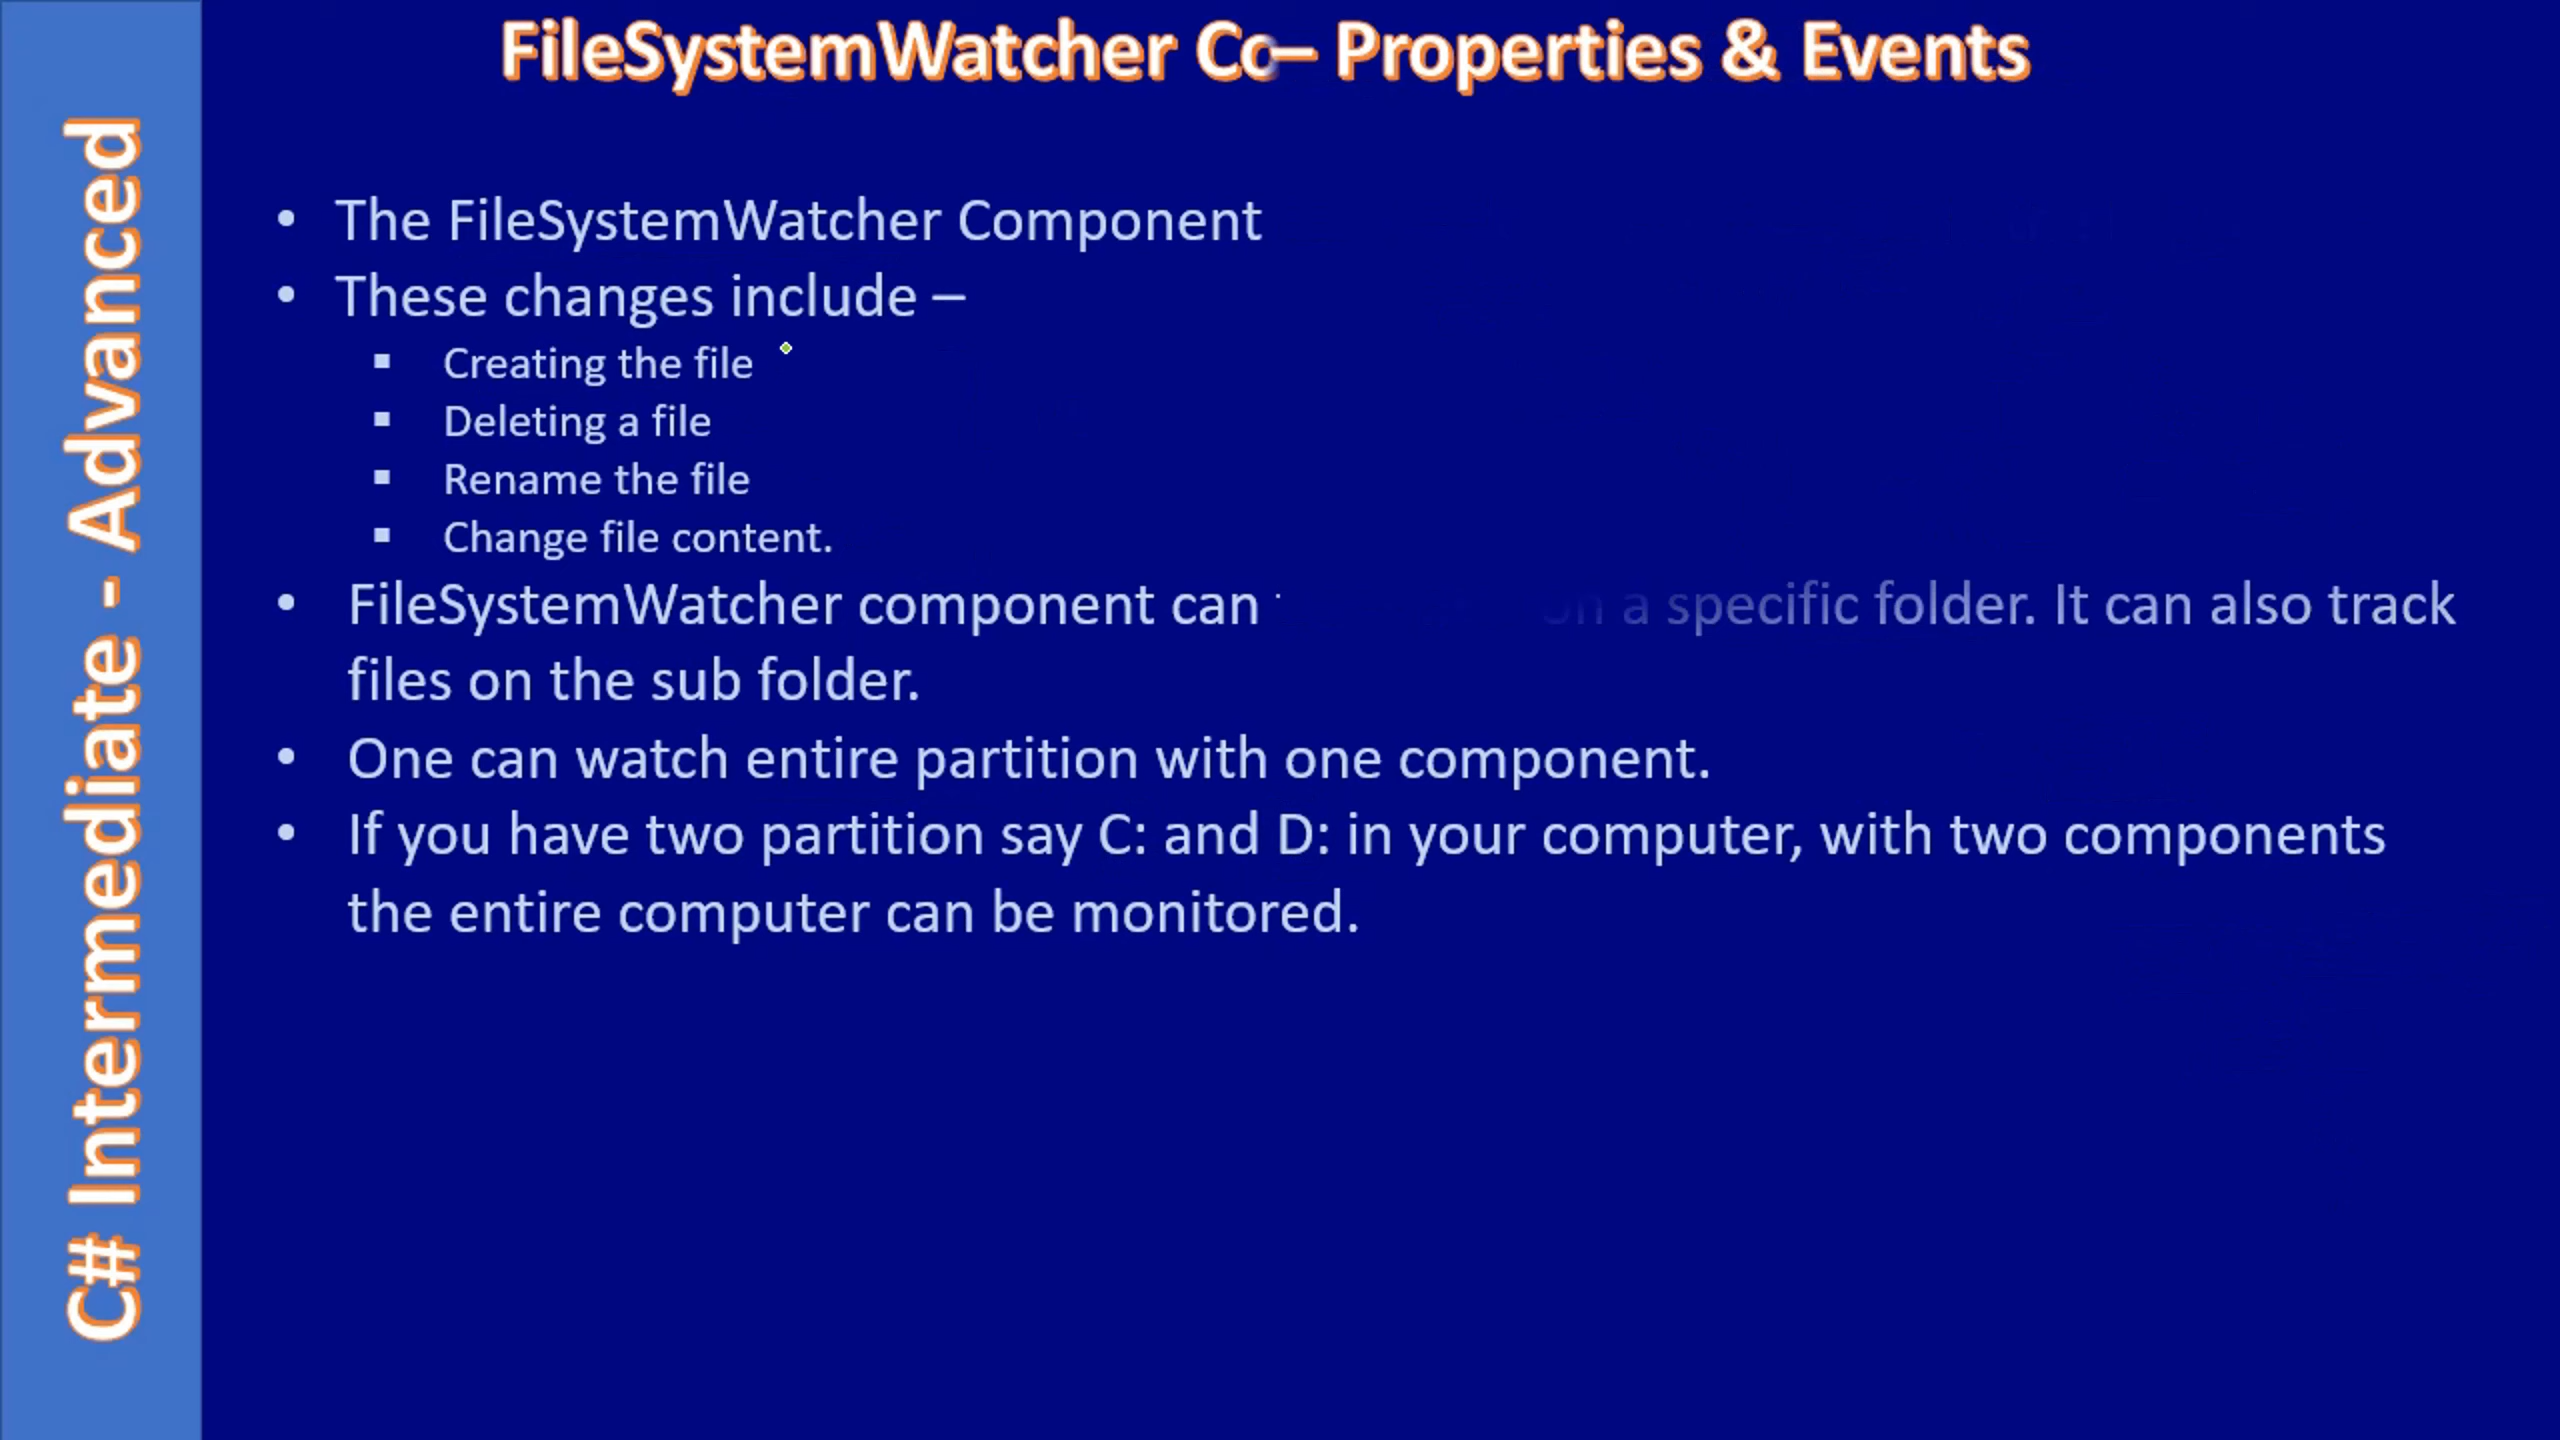 FileSystemWatcher Co– Properties & Events
C# Intermediate - Advanced
• The FileSystemWatcher Component
• These changes include –
▪ Creating the file
▪ Deleting a file
▪ Rename the file
▪ Change file content.
• FileSystemWatcher component can on a specific folder. It can also track
files on the sub folder.
• One can watch entire partition with one component.
• If you have two partition say C: and D: in your computer, with two components
the entire computer can be monitored.